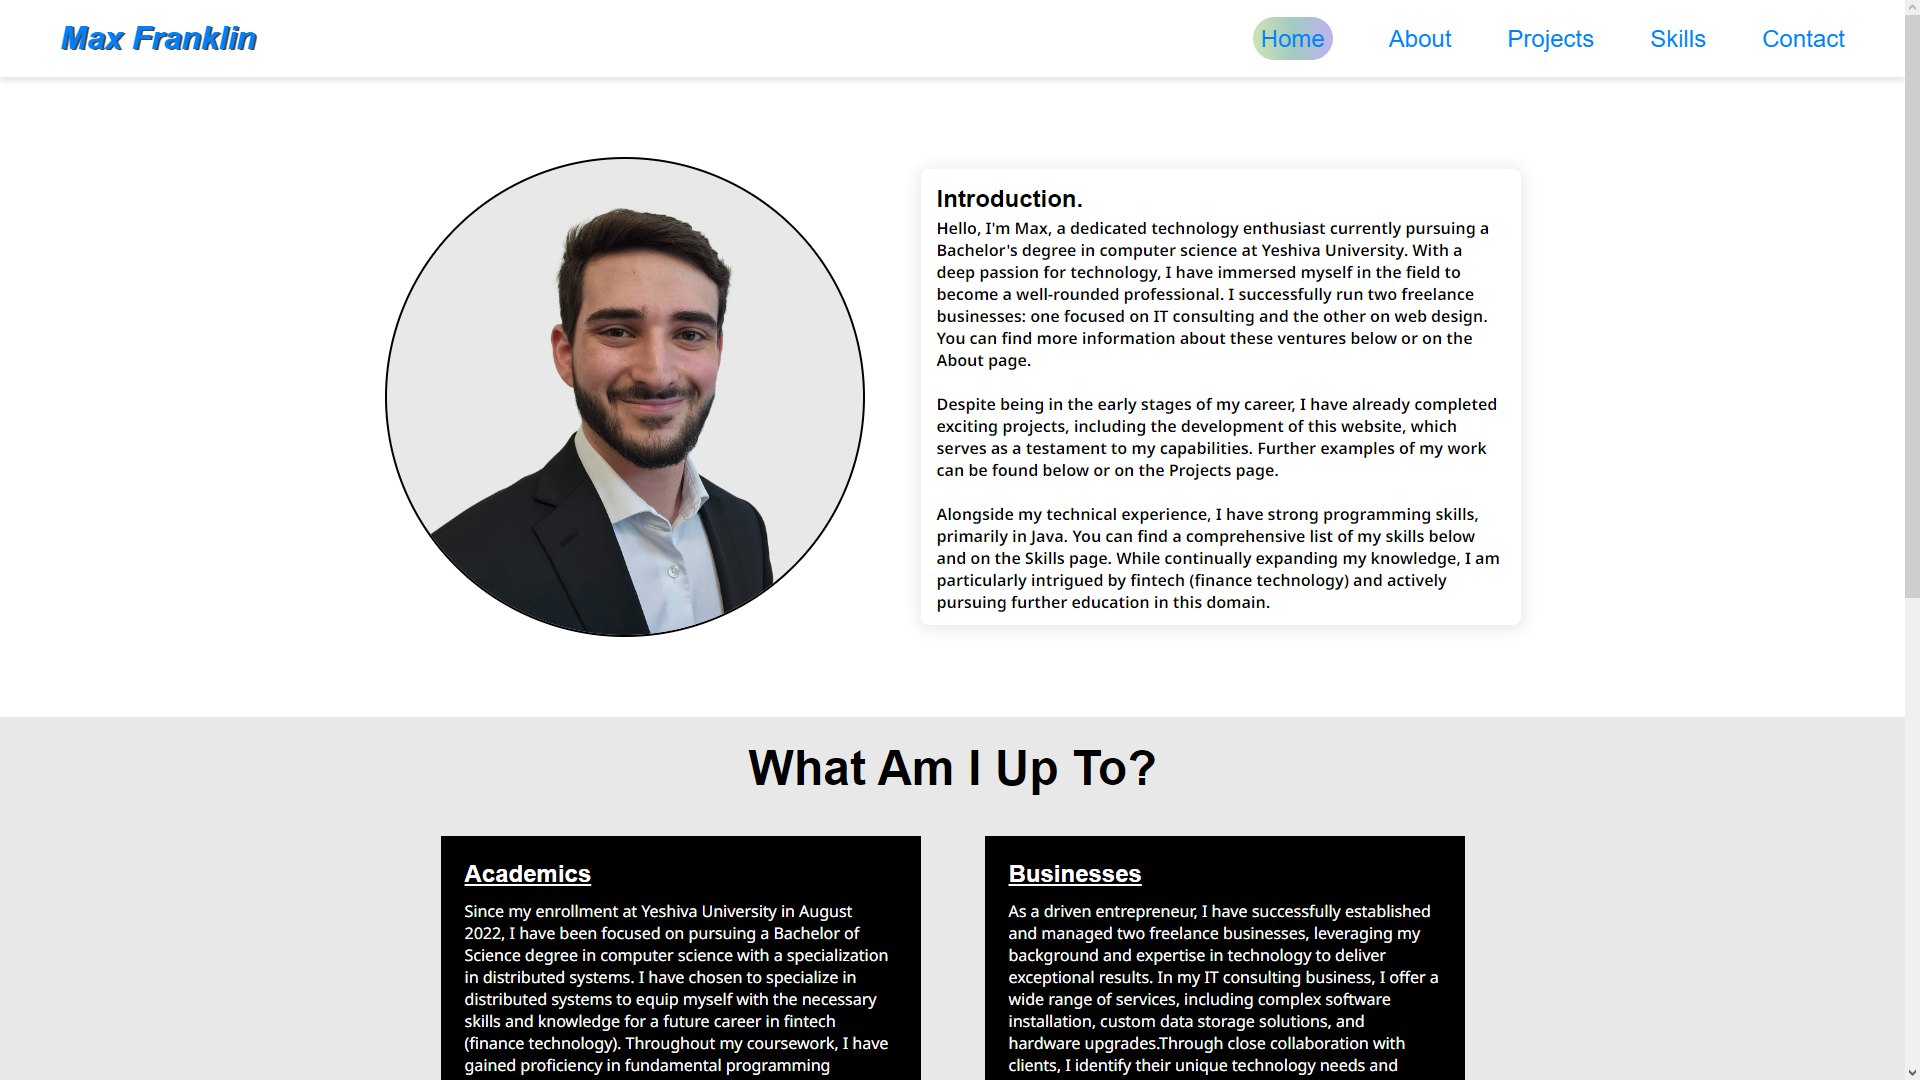 Max Franklin
Home
About
Projects
Skills
Contact
Introduction.
Hello, I'm Max, a dedicated technology enthusiast currently pursuing a
Bachelor's degree in computer science at Yeshiva University. With a
deep passion for technology, I have immersed myself in the field to
become a well-rounded professional. I successfully run two freelance
businesses: one focused on IT consulting and the other on web design.
You can find more information about these ventures below or on the
About page.
Despite being in the early stages of my career, I have already completed
exciting projects, including the development of this website, which
serves as a testament to my capabilities. Further examples of my work
can be found below or on the Projects page.
Alongside my technical experience, I have strong programming skills,
primarily in Java. You can find a comprehensive list of my skills below
and on the Skills page. While continually expanding my knowledge, I am
particularly intrigued by fintech (finance technology) and actively
pursuing further education in this domain.
What Am I Up To?
Academics
Since my enrollment at Yeshiva University in August
2022, I have been focused on pursuing a Bachelor of
Science degree in computer science with a specialization
in distributed systems. I have chosen to specialize in
distributed systems to equip myself with the necessary
skills and knowledge for a future career in fintech
(finance technology). Throughout my coursework, I have
gained proficiency in fundamental programming
Businesses
As a driven entrepreneur, I have successfully established
and managed two freelance businesses, leveraging my
background and expertise in technology to deliver
exceptional results. In my IT consulting business, I offer a
wide range of services, including complex software
installation, custom data storage solutions, and
hardware upgrades.Through close collaboration with
clients, I identify their unique technology needs and